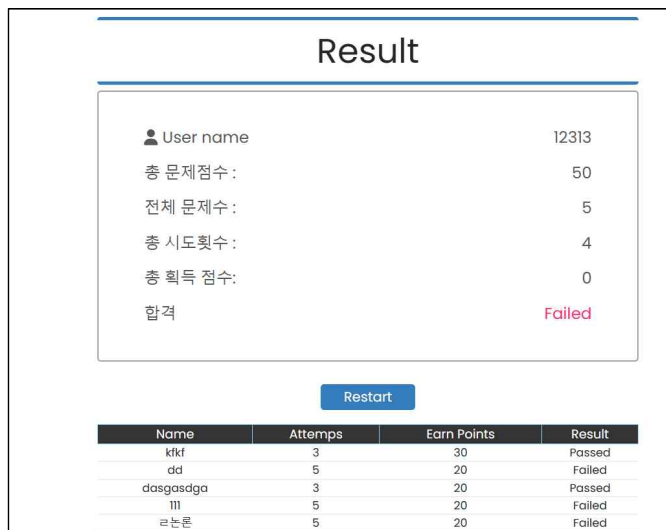 Result
User name 12313
총 문제점수 : 50
전체 문제수 : 5
총 시도횟수 : 4
총 획득 점수: 0
합격 Failed
Restart
Name Attemps Earn Points Result
kfkf 3 30 Passed
dd 5 20 Failed
dasgasdga 3 20 Passed
111 5 20 Failed
ㄹ논론 5 20 Failed